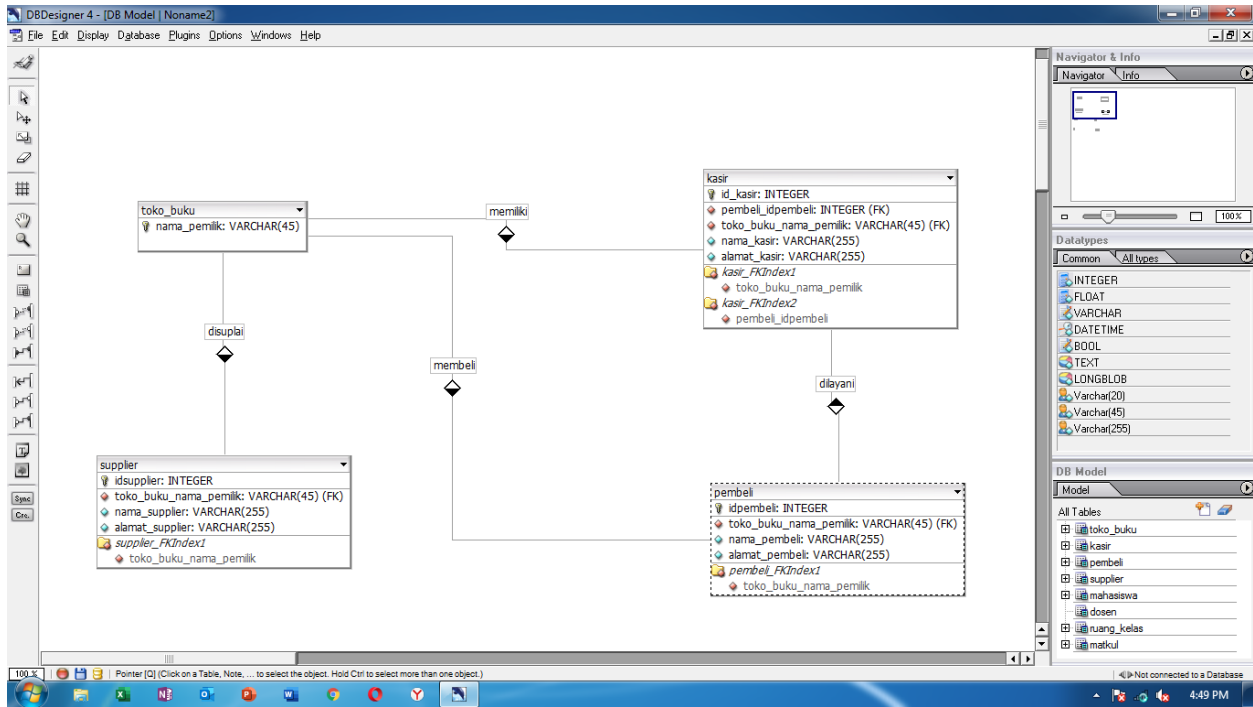 DBDesigner 4 - [DB Model | Noname2]
File Edit Display Database Plugins Options Windows Help
Navigator & Info
Navigator Info
100 %
Datatypes
Common All types
INTEGER
FLOAT
VARCHAR
DATETIME
BOOL
TEXT
LONGBLOB
Varchar(20)
Varchar(45)
Varchar(255)
DB Model
Model
All Tables
toko_buku
kasir
pembeli
supplier
mahasiswa
dosen
ruang_kelas
matkul
toko_buku
nama_pemilik: VARCHAR(45)
memiliki
kasir
id_kasir: INTEGER
pembeli_idpembeli: INTEGER (FK)
toko_buku_nama_pemilik: VARCHAR(45) (FK)
nama_kasir: VARCHAR(255)
alamat_kasir: VARCHAR(255)
kasir_FKIndex1
toko_buku_nama_pemilik
kasir_FKIndex2
pembeli_idpembeli
disuplai
membeli
dilayani
supplier
idsupplier: INTEGER
toko_buku_nama_pemilik: VARCHAR(45) (FK)
nama_supplier: VARCHAR(255)
alamat_supplier: VARCHAR(255)
supplier_FKIndex1
toko_buku_nama_pemilik
pembeli
idpembeli: INTEGER
toko_buku_nama_pemilik: VARCHAR(45) (FK)
nama_pembeli: VARCHAR(255)
alamat_pembeli: VARCHAR(255)
pembeli_FKIndex1
toko_buku_nama_pemilik
Sync
Cre.
100 %
Pointer [Q] (Click on a Table, Note, ... to select the object. Hold Ctrl to select more than one object.)
Not connected to a Database
4:49 PM